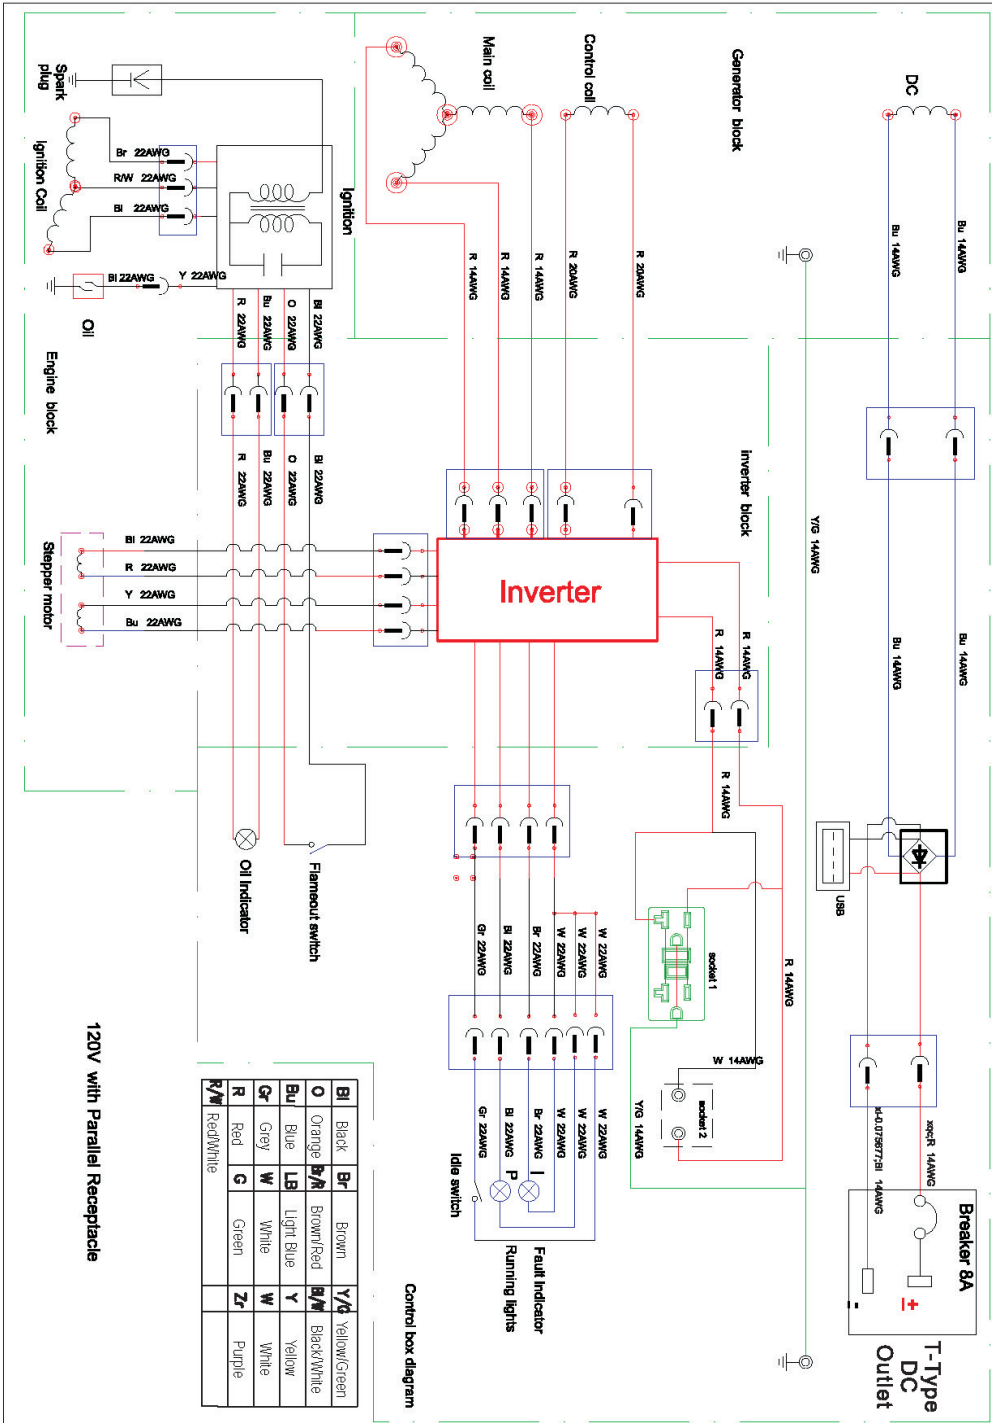 Generator block
DC
Control coil
Main coil
Spark
plug
Ignition Coil
Ignition
Br 22AWG
R/W 22AWG
Bl 22AWG
Bl 22AWG
Y 22AWG
Oil
Engine block
R 22AWG
Bu 22AWG
O 22AWG
Bl 22AWG
R 14AWG
R 14AWG
R 14AWG
R 20AWG
R 20AWG
Bu 14AWG
Bu 14AWG
R 22AWG
Bu 22AWG
O 22AWG
Bl 22AWG
inverter block
Y/G 14AWG
Stepper motor
Bl 22AWG
R 22AWG
Y 22AWG
Bu 22AWG
Inverter
R 14AWG
R 14AWG
Bu 14AWG
Bu 14AWG
R 14AWG
Oil Indicator
Flameout switch
USB
Gr 22AWG
Bl 22AWG
Br 22AWG
W 22AWG
W 22AWG
W 22AWG
socket 1
R 14AWG
W 14AWG
socket 2
Y/G 14AWG
Gr 22AWG
Bl 22AWG
Br 22AWG
W 22AWG
W 22AWG
W 22AWG
Idle switch
P
I
Running lights
Fault Indicator
xqc;R 14AWG
xl-0.075677;Bl 14AWG
Breaker 8A
+
-
T-Type
DC
Outlet
Control box diagram
Bl Black Br Brown Y/G Yellow/Green
O Orange Br/R Brown/Red Bl/W Black/White
Bu Blue LB Light Blue Y Yellow
Gr Grey W White W White
R Red G Green Zr Purple
R/W Red/White
120V with Parallel Receptacle